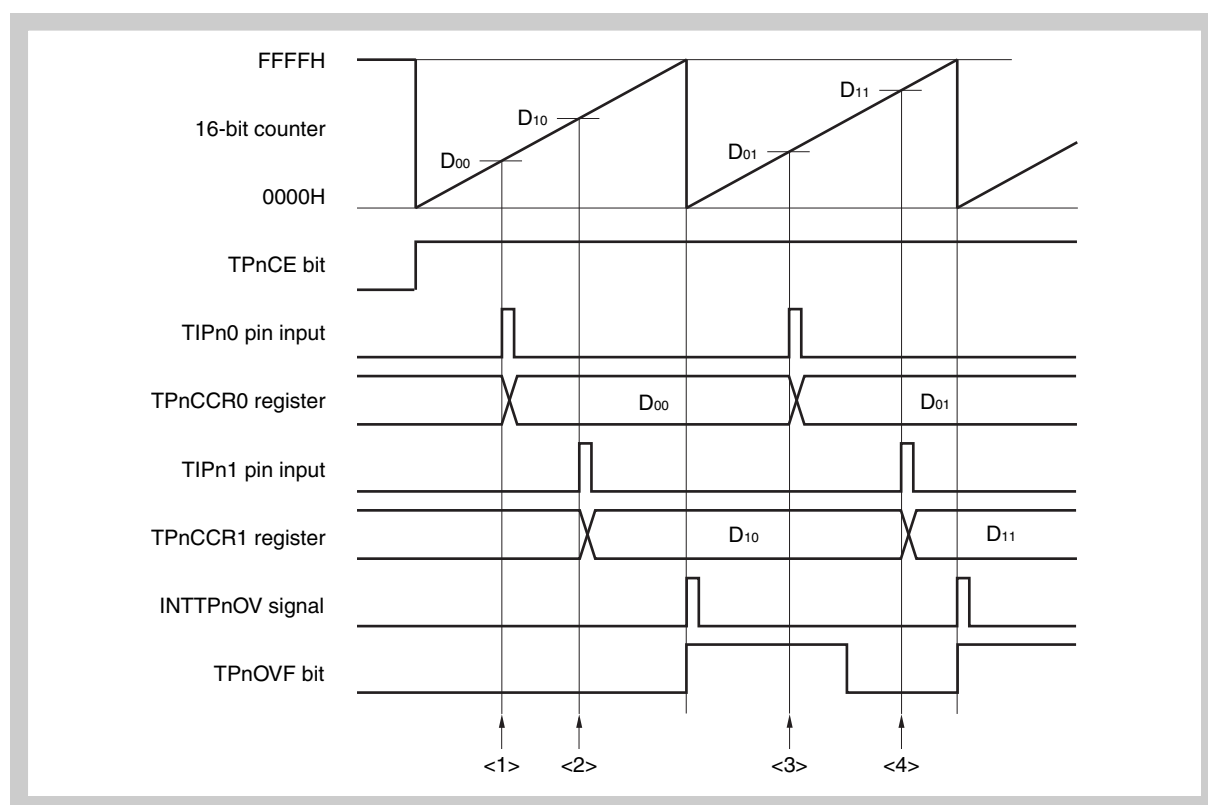 FFFFH
D11
D10
16-bit counter
D01
D00
0000H
TPnCE bit
TIPn0 pin input
TPnCCR0 register
D00
D01
TIPn1 pin input
TPnCCR1 register
D10
D11
INTTPnOV signal
TPnOVF bit
<1>
<2>
<3>
<4>